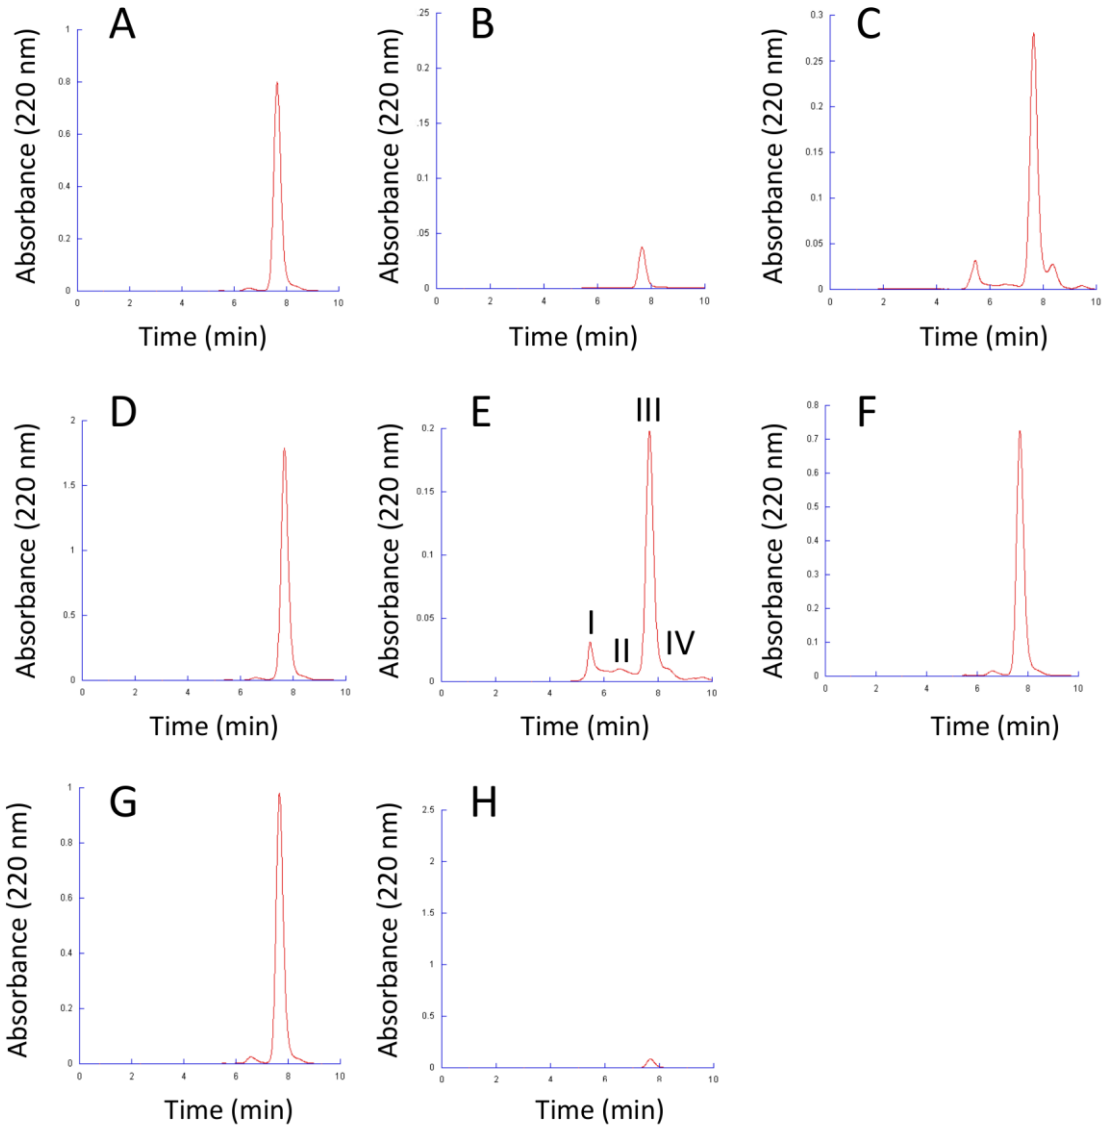 A
B
C
Absorbance (220 nm)
1
0.8
0.6
0.4
0.2
0
0 2 4 6 8 10
Time (min)
Absorbance (220 nm)
.25
.2
.15
.1
.05
0
0 2 4 6 8 10
Time (min)
Absorbance (220 nm)
0.3
0.25
0.2
0.15
0.1
0.05
0
0 2 4 6 8 10
Time (min)
D
E
F
Absorbance (220 nm)
2
1.5
1
0.5
0
0 2 4 6 8 10
Time (min)
Absorbance (220 nm)
0.2
0.15
0.1
0.05
0
I
II
III
IV
0 2 4 6 8 10
Time (min)
Absorbance (220 nm)
0.8
0.7
0.6
0.5
0.4
0.3
0.2
0.1
0
0 2 4 6 8 10
Time (min)
G
H
Absorbance (220 nm)
1
0.8
0.6
0.4
0.2
0
0 2 4 6 8 10
Time (min)
Absorbance (220 nm)
2.5
2
1.5
1
0.5
0
0 2 4 6 8 10
Time (min)